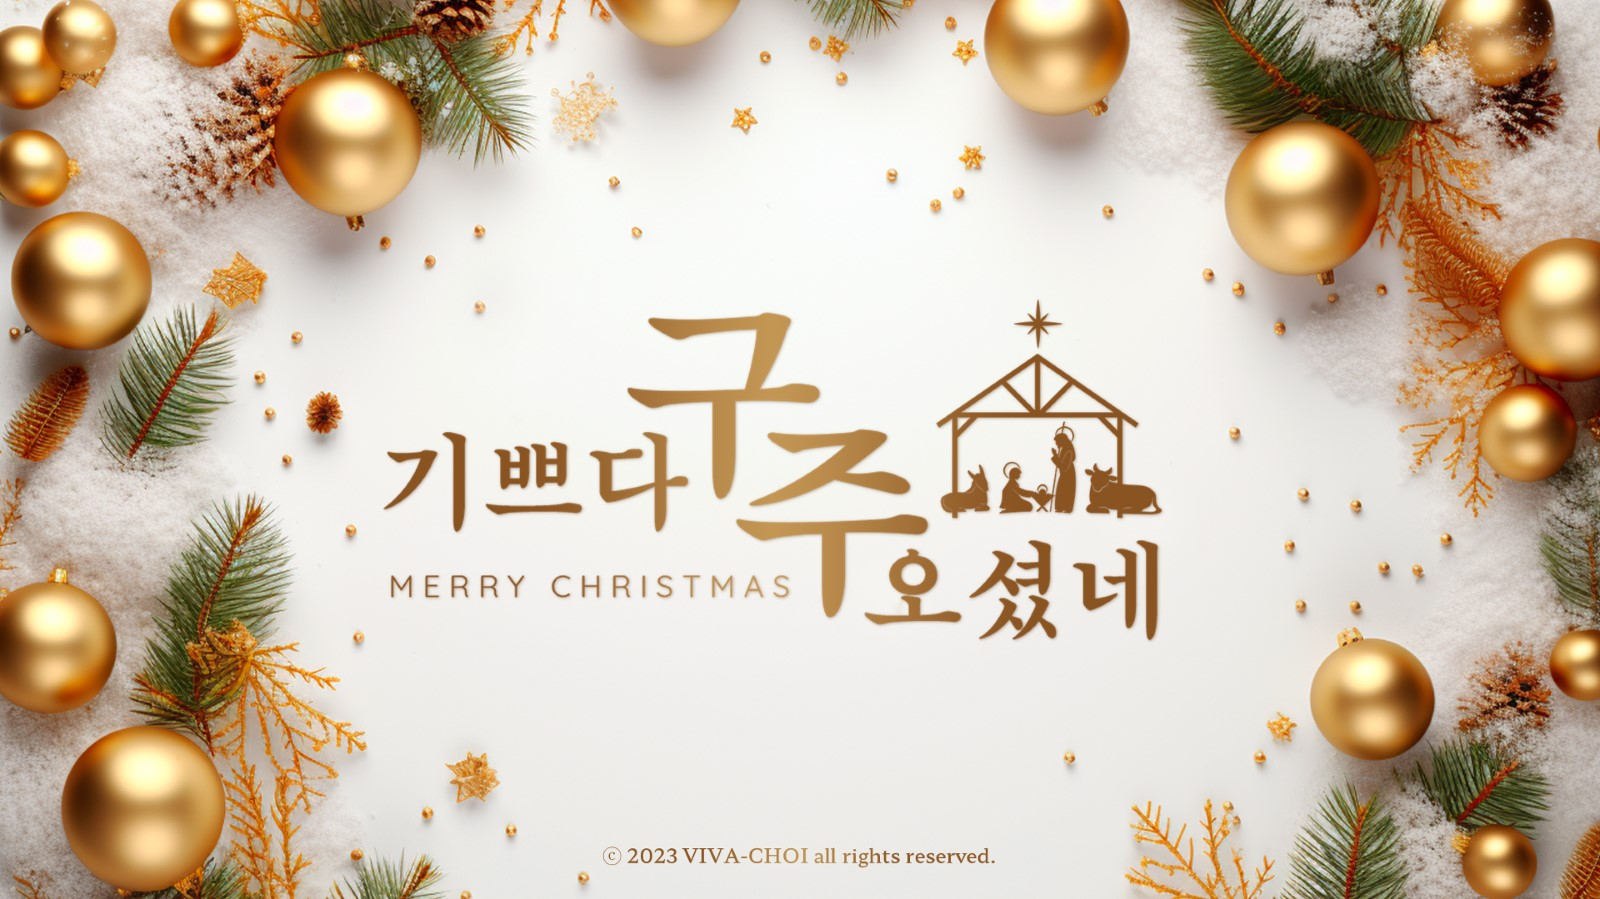 기쁘다 구주 오셨네
MERRY CHRISTMAS
ⓒ 2023 VIVA-CHOI all rights reserved.